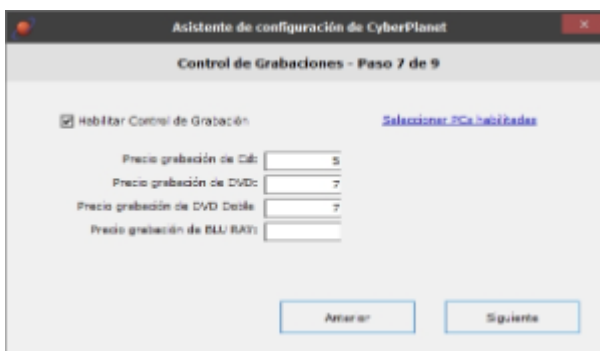 Asistente de configuración de CyberPlanet
Control de Grabaciones - Paso 7 de 9
Habilitar Control de Grabación
Seleccionar PCs habilitadas
Precio grabación de Cd: 5
Precio grabación de DVD: 7
Precio grabación de DVD Doble 7
Precio grabación de BLU RAY:
Anterior
Siguiente